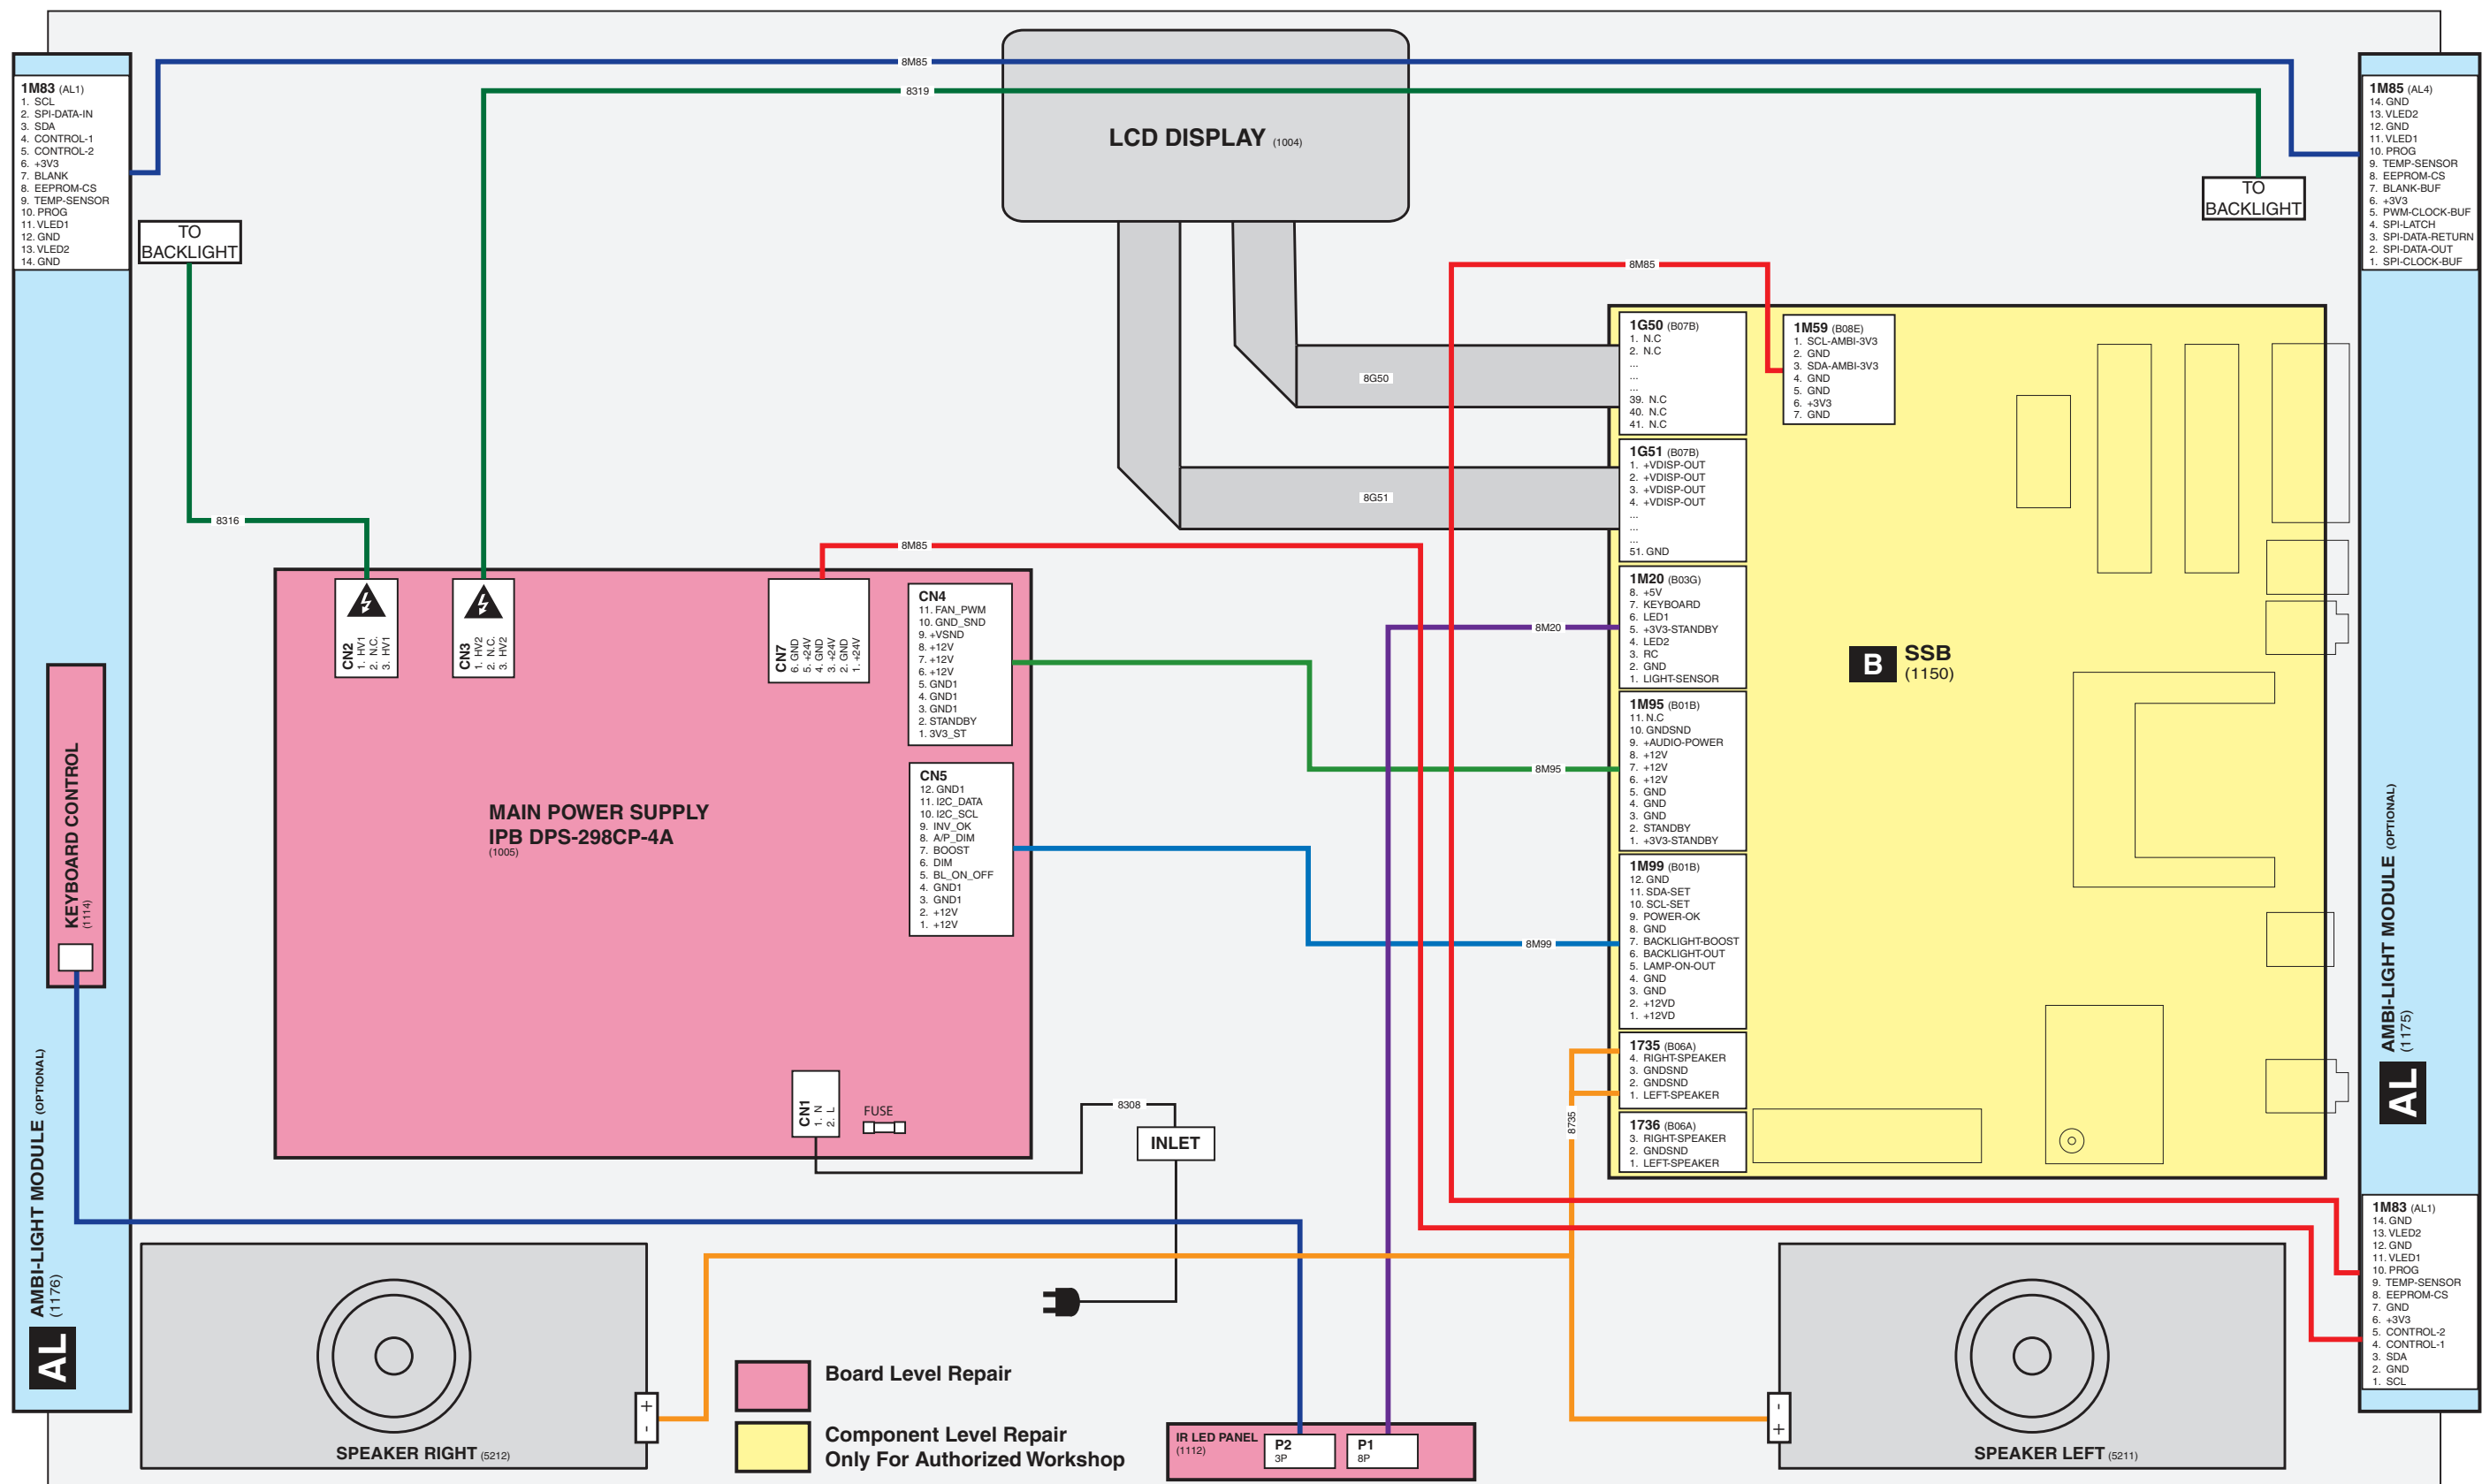 1M83 (AL1)
1. SCL
2. SPI-DATA-IN
3. SDA
4. CONTROL-1
5. CONTROL-2
6. +3V3
7. BLANK
8. EEPROM-CS
9. TEMP-SENSOR
10. PROG
11. VLED1
12. GND
13. VLED2
14. GND
8M85
8319
LCD DISPLAY (1004)
1M85 (AL4)
14. GND
13. VLED2
12. GND
11. VLED1
10. PROG
9. TEMP-SENSOR
8. EEPROM-CS
7. BLANK-BUF
6. +3V3
5. PWM-CLOCK-BUF
4. SPI-LATCH
3. SPI-DATA-RETURN
2. SPI-DATA-OUT
1. SPI-CLOCK-BUF
TO
BACKLIGHT
TO
BACKLIGHT
8316
8M85
8G50
8G51
8M85
1G50 (B07B)
1. N.C
2. N.C
...
...
...
39. N.C
40. N.C
41. N.C
1M59 (B08E)
1. SCL-AMBI-3V3
2. GND
3. SDA-AMBI-3V3
4. GND
5. GND
6. +3V3
7. GND
1G51 (B07B)
1. +VDISP-OUT
2. +VDISP-OUT
3. +VDISP-OUT
4. +VDISP-OUT
...
...
...
51. GND
1M20 (B03G)
8. +5V
7. KEYBOARD
6. LED1
5. +3V3-STANDBY
4. LED2
3. RC
2. GND
1. LIGHT-SENSOR
1M95 (B01B)
11. N.C
10. GNDSND
9. +AUDIO-POWER
8. +12V
7. +12V
6. +12V
5. GND
4. GND
3. GND
2. STANDBY
1. +3V3-STANDBY
1M99 (B01B)
12. GND
11. SDA-SET
10. SCL-SET
9. POWER-OK
8. GND
7. BACKLIGHT-BOOST
6. BACKLIGHT-OUT
5. LAMP-ON-OUT
4. GND
3. GND
2. +12VD
1. +12VD
1735 (B06A)
4. RIGHT-SPEAKER
3. GNDSND
2. GNDSND
1. LEFT-SPEAKER
1736 (B06A)
3. RIGHT-SPEAKER
2. GNDSND
1. LEFT-SPEAKER
B SSB
(1150)
8M20
8M95
8M99
8735
CN2
1. HV1
2. N.C.
3. HV1
CN3
1. HV2
2. N.C.
3. HV2
CN7
6. GND
5. +24V
4. GND
3. +24V
2. GND
1. +24V
CN4
11. FAN_PWM
10. GND_SND
9. +VSND
8. +12V
7. +12V
6. +12V
5. GND1
4. GND1
3. GND1
2. STANDBY
1. 3V3_ST
CN5
12. GND1
11. I2C_DATA
10. I2C_SCL
9. INV_OK
8. A/P_DIM
7. BOOST
6. DIM
5. BL_ON_OFF
4. GND1
3. GND1
2. +12V
1. +12V
MAIN POWER SUPPLY
IPB DPS-298CP-4A
(1005)
CN1
1. N
2. L
FUSE
8308
INLET
KEYBOARD CONTROL
(1114)
AMBI-LIGHT MODULE (OPTIONAL)
(1176)
AL
AMBI-LIGHT MODULE (OPTIONAL)
(1175)
AL
1M83 (AL1)
14. GND
13. VLED2
12. GND
11. VLED1
10. PROG
9. TEMP-SENSOR
8. EEPROM-CS
7. GND
6. +3V3
5. CONTROL-2
4. CONTROL-1
3. SDA
2. GND
1. SCL
+
-
SPEAKER RIGHT (5212)
Board Level Repair
Component Level Repair
Only For Authorized Workshop
IR LED PANEL
(1112)
P2
3P
P1
8P
-
+
SPEAKER LEFT (5211)